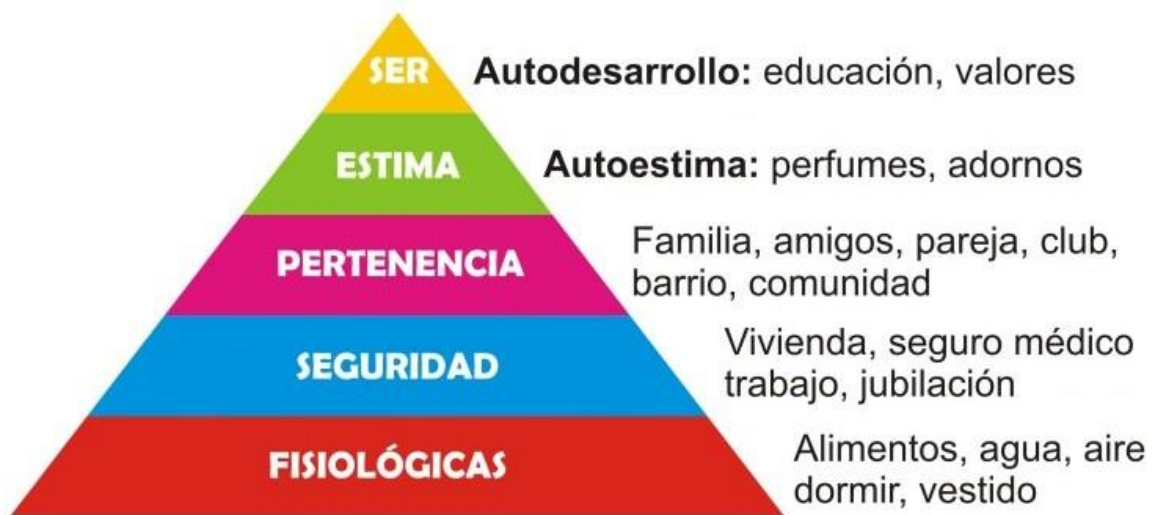 SER Autodesarrollo: educación, valores
ESTIMA Autoestima: perfumes, adornos
PERTENENCIA
Familia, amigos, pareja, club,
barrio, comunidad
SEGURIDAD
Vivienda, seguro médico
trabajo, jubilación
FISIOLÓGICAS
Alimentos, agua, aire
dormir, vestido